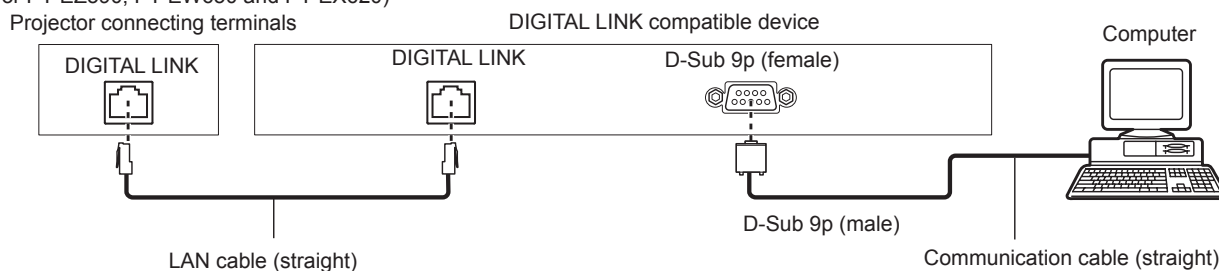 Projector connecting terminals
DIGITAL LINK compatible device
Computer
DIGITAL LINK
DIGITAL LINK
D-Sub 9p (female)
D-Sub 9p (male)
LAN cable (straight)
Communication cable (straight)